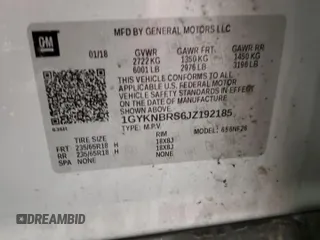 GM
MFD BY GENERAL MOTORS LLC
01/18 GVWR GAWR FRT GAWR RR
2722 KG 1350 KG 1450 KG
6001 LB 2976 LB 3196 LB
THIS VEHICLE CONFORMS TO ALL
APPLICABLE U.S. FEDERAL MOTOR
VEHICLE SAFETY
STANDARDS IN EFFECT ON THE DATE OF
MANUFACTURE SHOWN ABOVE.
1GYKNBRS6JZ192185
TYPE: M.P.V. MODEL:
TIRE SIZE RIM
FRT 235/65R18 H 18X8J
RR 235/65R18 H 18X8J
SPA NONE NONE
DREAMBID